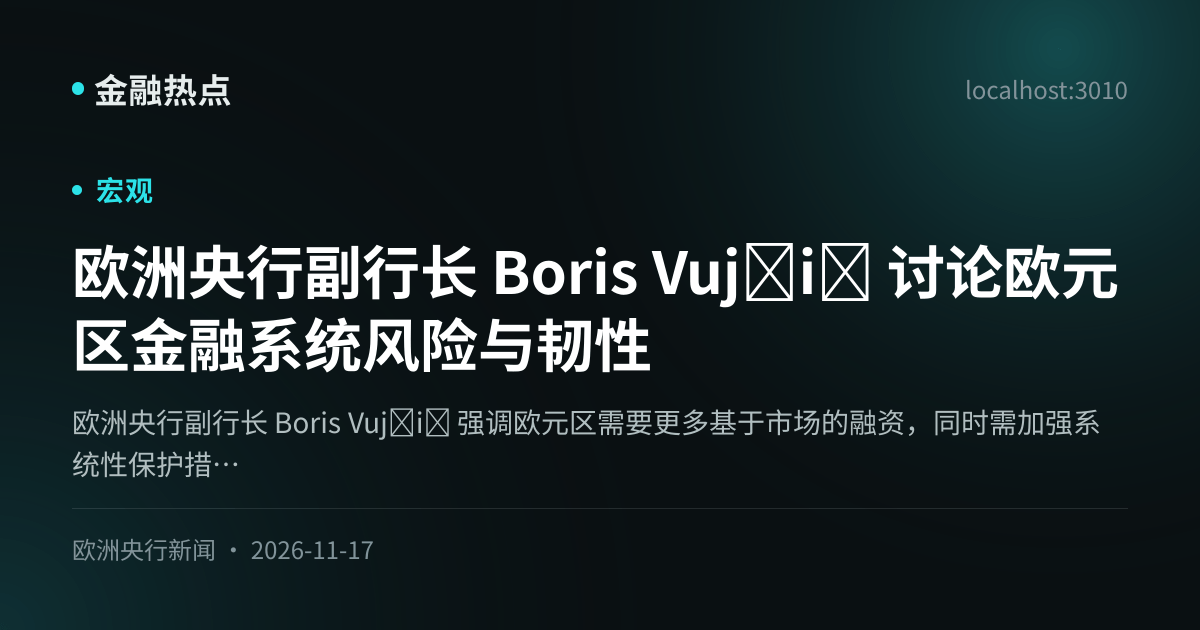 金融热点
localhost:3010
宏观
欧洲央行副行长 Boris Vuj☒i☒ 讨论欧元
区金融系统风险与韧性
欧洲央行副行长 Boris Vuj☒i☒ 强调欧元区需要更多基于市场的融资，同时需加强系
统性保护措…
欧洲央行新闻 • 2026-11-17